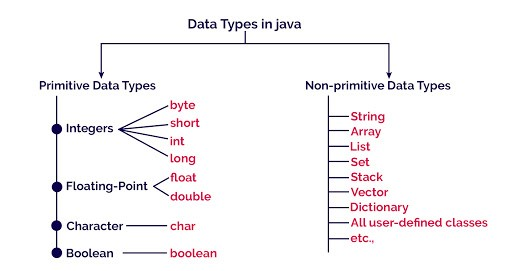 Data Types in java
Primitive Data Types
Integers
byte
short
int
long
Floating-Point
float
double
Character
char
Boolean
boolean
Non-primitive Data Types
String
Array
List
Set
Stack
Vector
Dictionary
All user-defined classes
etc.,